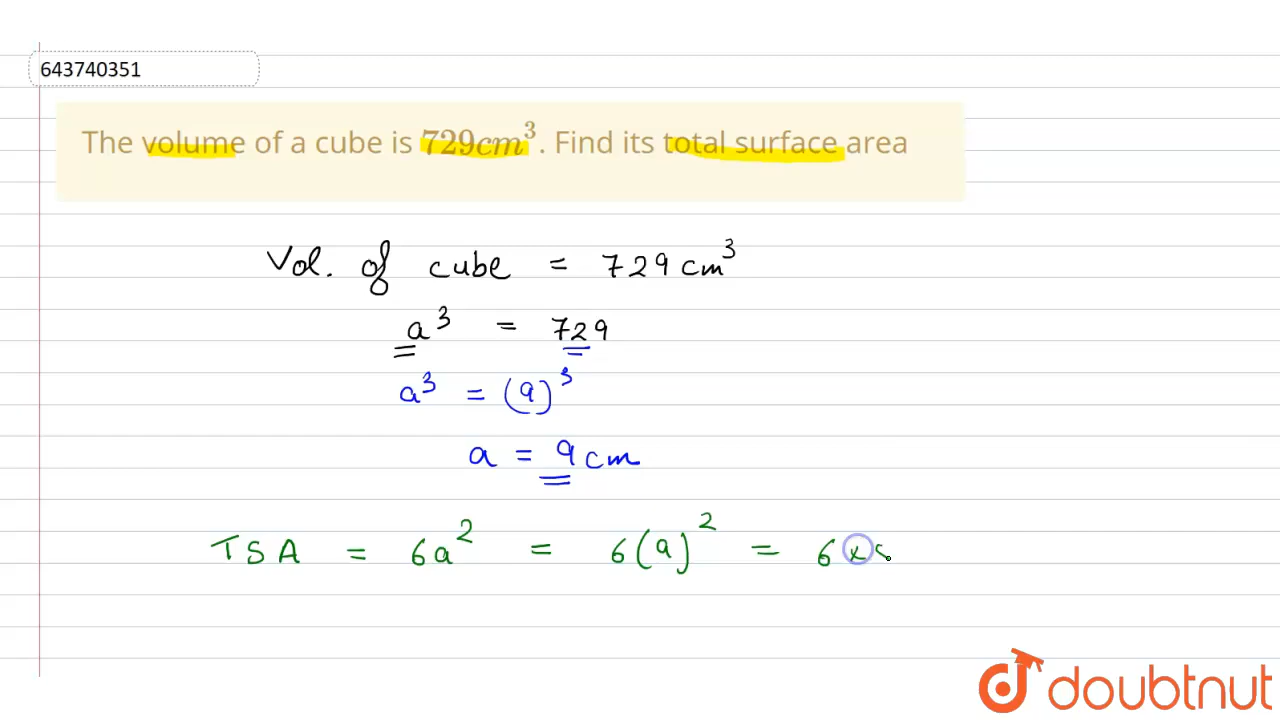 643740351
The volume of a cube is 729cm³. Find its total surface area
Vol. of cube = 729 cm³
a³ = 729
a³ = (9)³
a = 9 cm
TSA = 6a² = 6(9)² = 6 ×
doubtnut